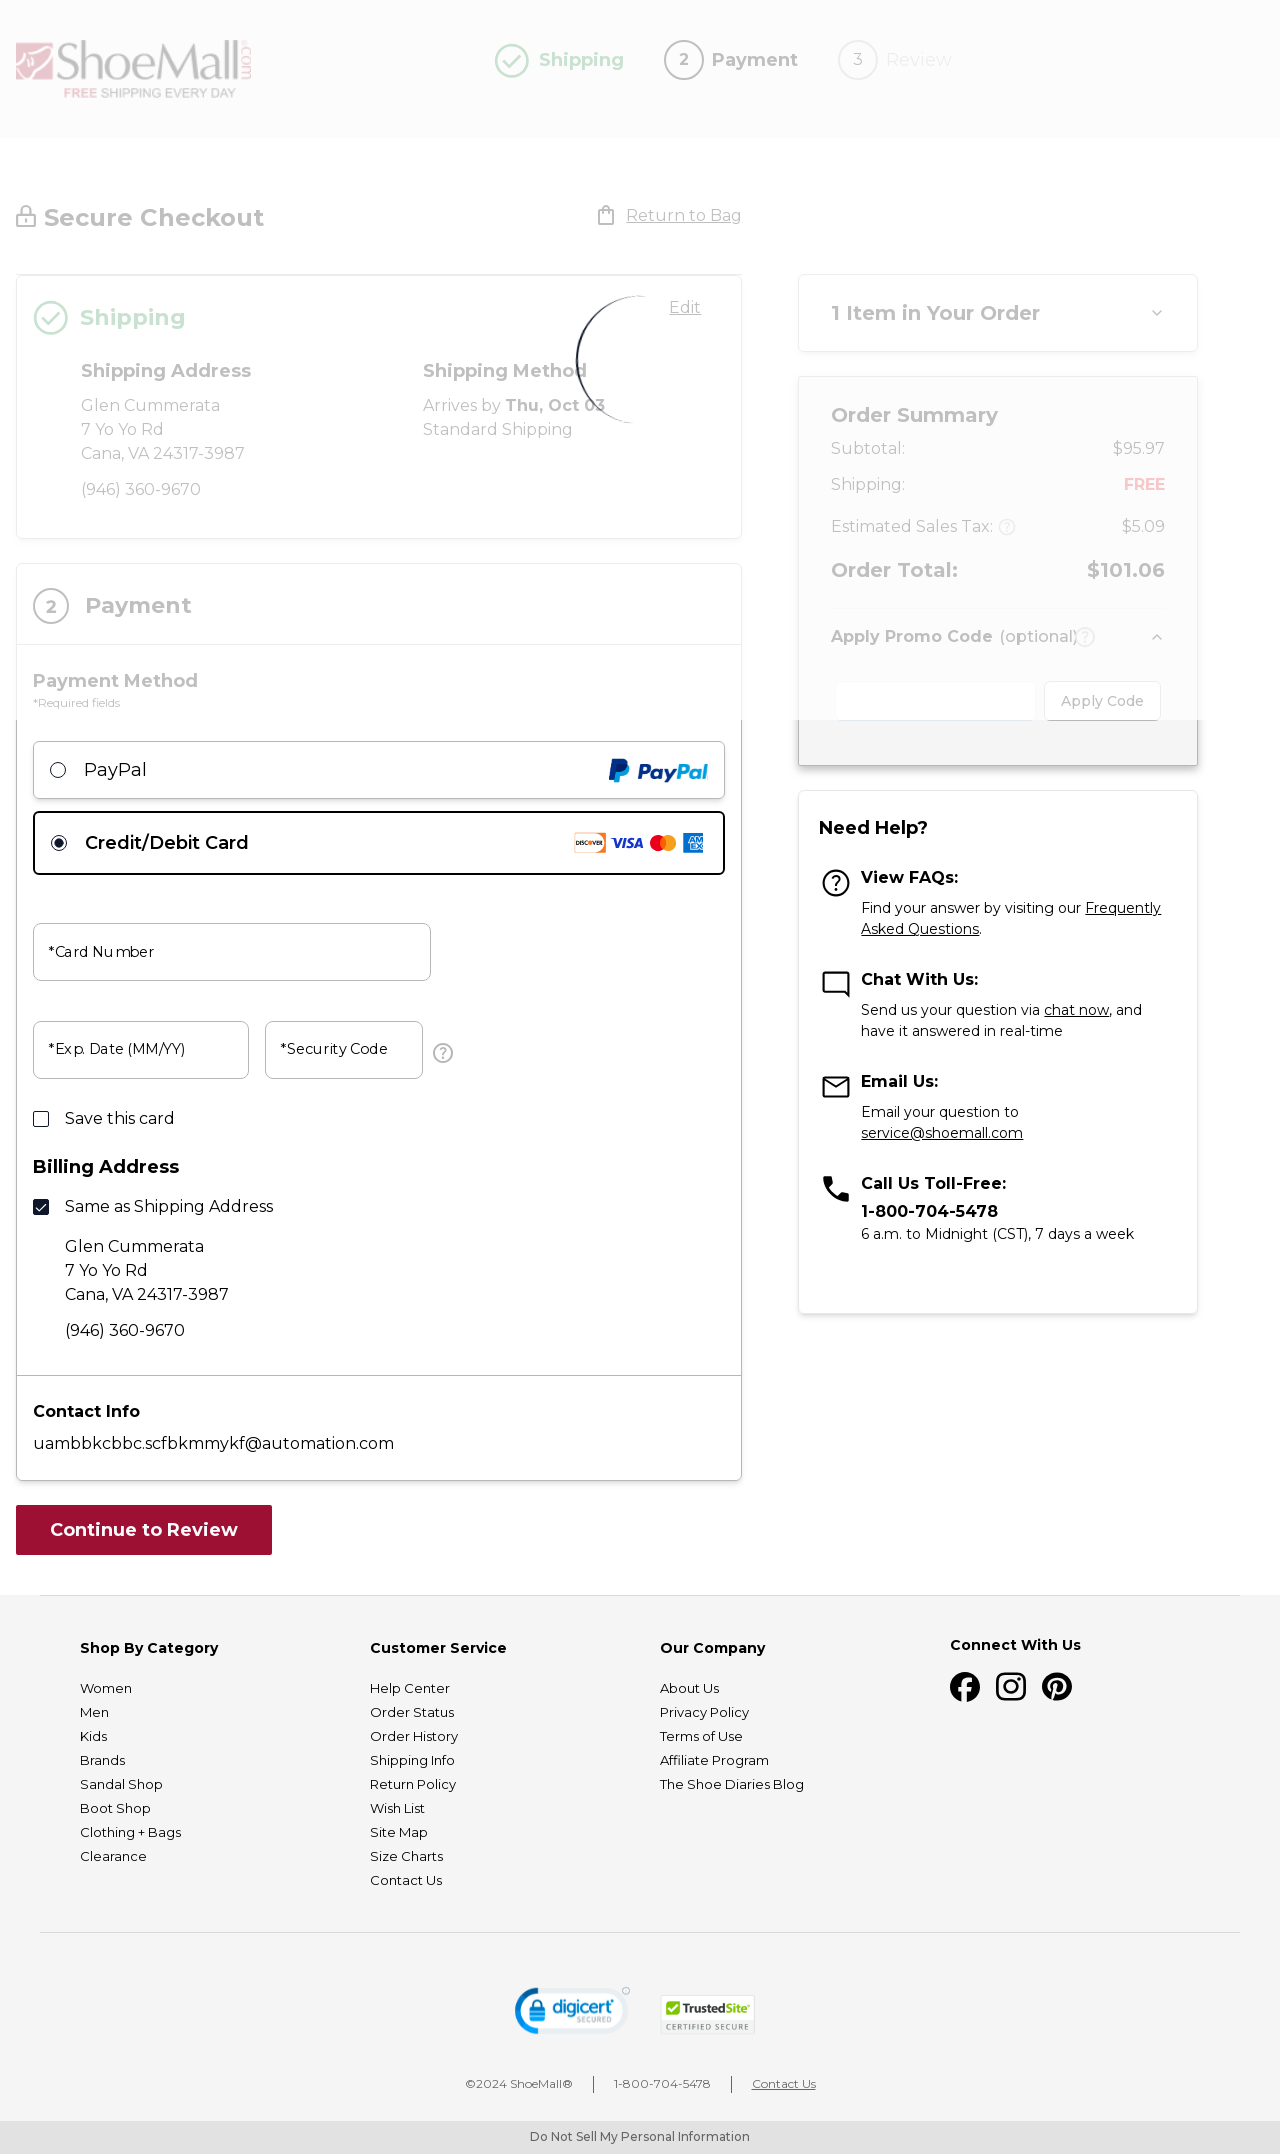 ShoeMall.com
FREE SHIPPING EVERY DAY
Shipping
2 Payment
3 Review
Secure Checkout
Return to Bag
Shipping
Edit
Shipping Address
Glen Cummerata
7 Yo Yo Rd
Cana, VA 24317-3987
(946) 360-9670
Shipping Method
Arrives by Thu, Oct 03
Standard Shipping
2 Payment
Payment Method
*Required fields
PayPal
PayPal
Credit/Debit Card
DISCOVER VISA AMEX
*Card Number
*Exp. Date (MM/YY)
*Security Code
?
Save this card
Billing Address
Same as Shipping Address
Glen Cummerata
7 Yo Yo Rd
Cana, VA 24317-3987
(946) 360-9670
Contact Info
uambbkcbbc.scfbkmmykf@automation.com
Continue to Review
1 Item in Your Order
Order Summary
Subtotal: $95.97
Shipping: FREE
Estimated Sales Tax: ? $5.09
Order Total: $101.06
Apply Promo Code (optional) ?
Apply Code
Need Help?
? View FAQs:
Find your answer by visiting our Frequently
Asked Questions.
Chat With Us:
Send us your question via chat now, and
have it answered in real-time
Email Us:
Email your question to
service@shoemall.com
Call Us Toll-Free:
1-800-704-5478
6 a.m. to Midnight (CST), 7 days a week
Shop By Category
Women
Men
Kids
Brands
Sandal Shop
Boot Shop
Clothing + Bags
Clearance
Customer Service
Help Center
Order Status
Order History
Shipping Info
Return Policy
Wish List
Site Map
Size Charts
Contact Us
Our Company
About Us
Privacy Policy
Terms of Use
Affiliate Program
The Shoe Diaries Blog
Connect With Us
digicert
SECURED
TrustedSite
CERTIFIED SECURE
©2024 ShoeMall®
1-800-704-5478
Contact Us
Do Not Sell My Personal Information